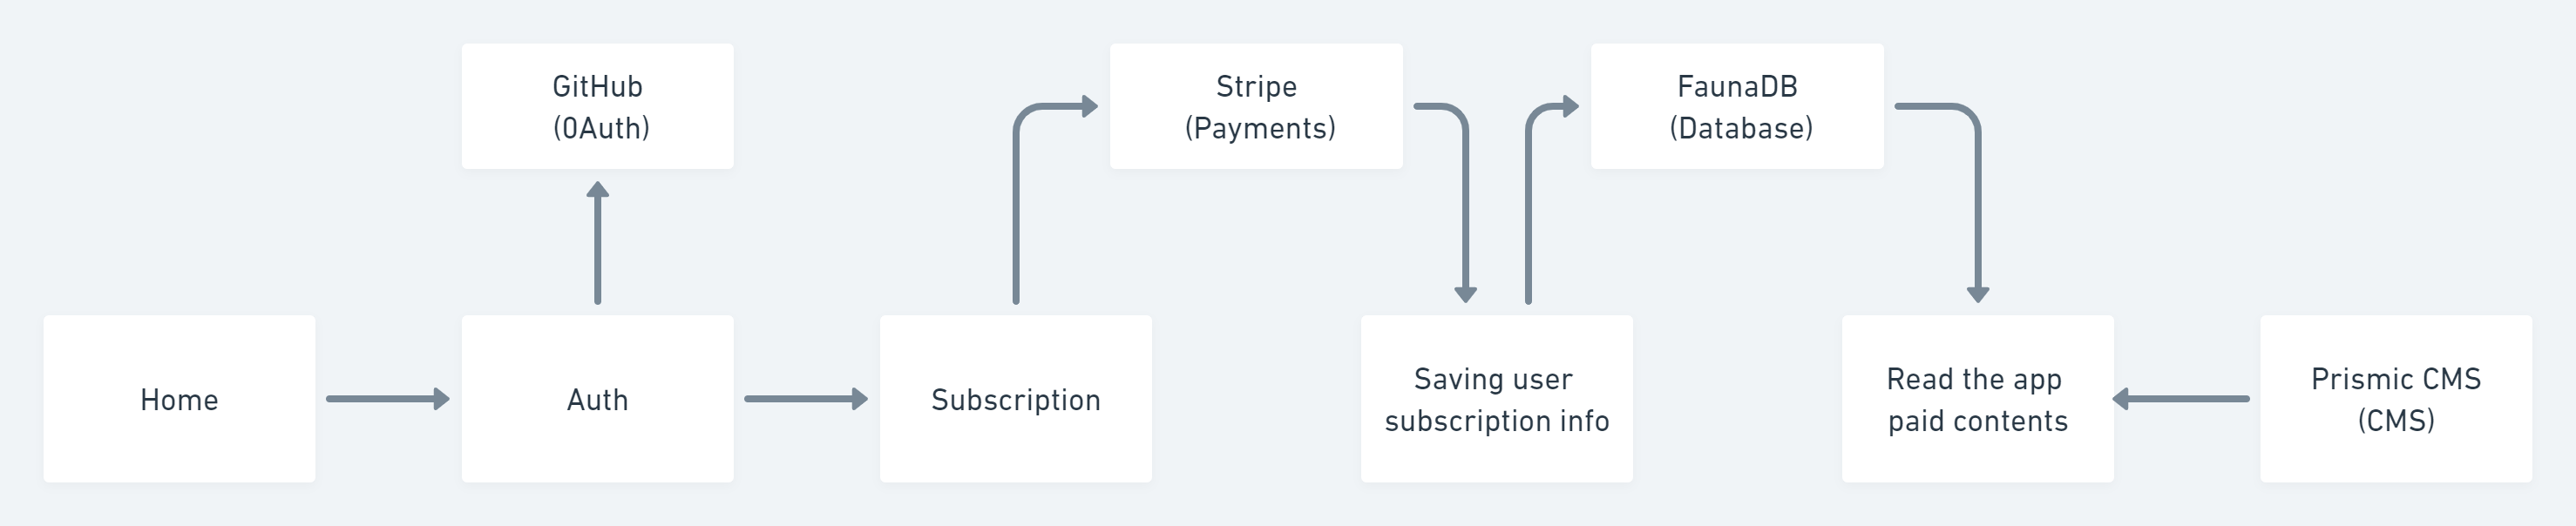 GitHub
(OAuth)
Stripe
(Payments)
FaunaDB
(Database)
Home
Auth
Subscription
Saving user
subscription info
Read the app
paid contents
Prismic CMS
(CMS)